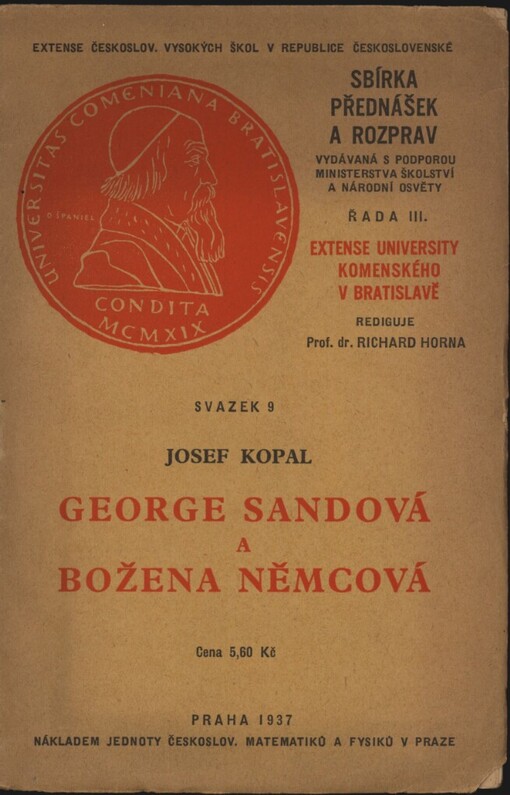 EXTENSE ČESKOSLOV. VYSOKÝCH ŠKOL V REPUBLICE ČESKOSLOVENSKÉ
UNIVERSITAS COMENIANA BRATISLAVENSIS
O. ŠPANIEL
CONDITA
MCMXIX
SBÍRKA
PŘEDNÁŠEK
A ROZPRAV
VYDÁVANÁ S PODPOROU
MINISTERSTVA ŠKOLSTVÍ
A NÁRODNÍ OSVĚTY
ŘADA III.
EXTENSE UNIVERSITY
KOMENSKÉHO
V BRATISLAVĚ
REDIGUJE
Prof. dr. RICHARD HORNA
SVAZEK 9
JOSEF KOPAL
GEORGE SANDOVÁ
A
BOŽENA NĚMCOVÁ
Cena 5,60 Kč
PRAHA 1937
NÁKLADEM JEDNOTY ČESKOSLOV. MATEMATIKŮ A FYSIKŮ V PRAZE